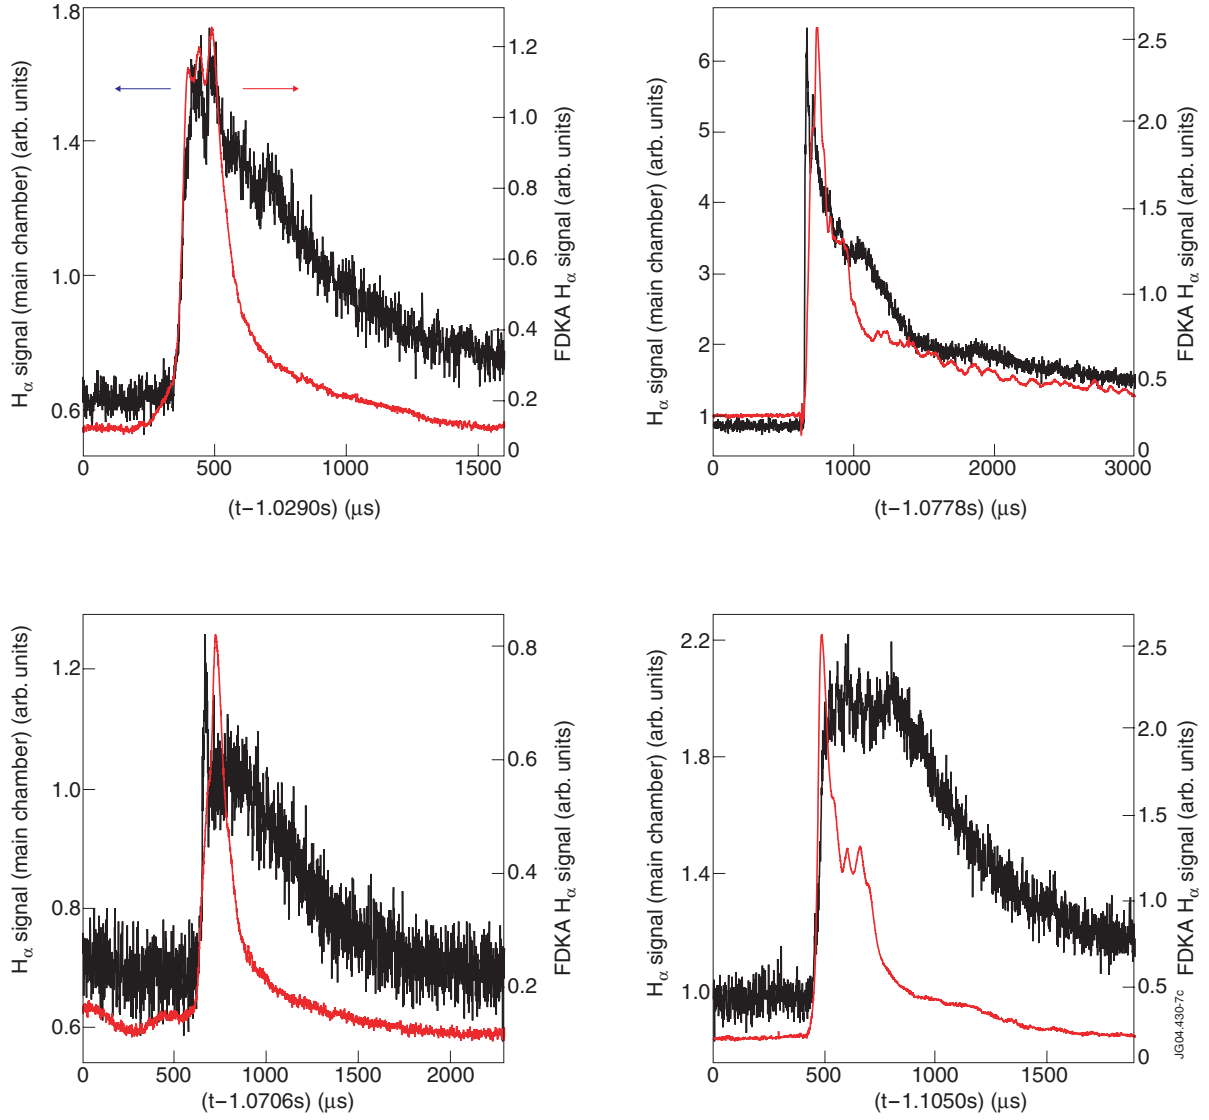 1.8
1.4
1.0
0.6
Hα signal (main chamber) (arb. units)
1.2
1.0
0.8
0.6
0.4
0.2
0
FDKA Hα signal (arb. units)
0 500 1000 1500
(t−1.0290s) (μs)
6
5
4
3
2
1
Hα signal (main chamber) (arb. units)
2.5
2.0
1.5
1.0
0.5
0
FDKA Hα signal (arb. units)
0 1000 2000 3000
(t−1.0778s) (μs)
1.2
1.0
0.8
0.6
Hα signal (main chamber) (arb. units)
0.8
0.6
0.4
0.2
FDKA Hα signal (arb. units)
0 500 1000 1500 2000
(t−1.0706s) (μs)
2.2
1.8
1.4
1.0
Hα signal (main chamber) (arb. units)
2.5
2.0
1.5
1.0
0.5
0
FDKA Hα signal (arb. units)
0 500 1000 1500
(t−1.1050s) (μs)
JG04.430-7c